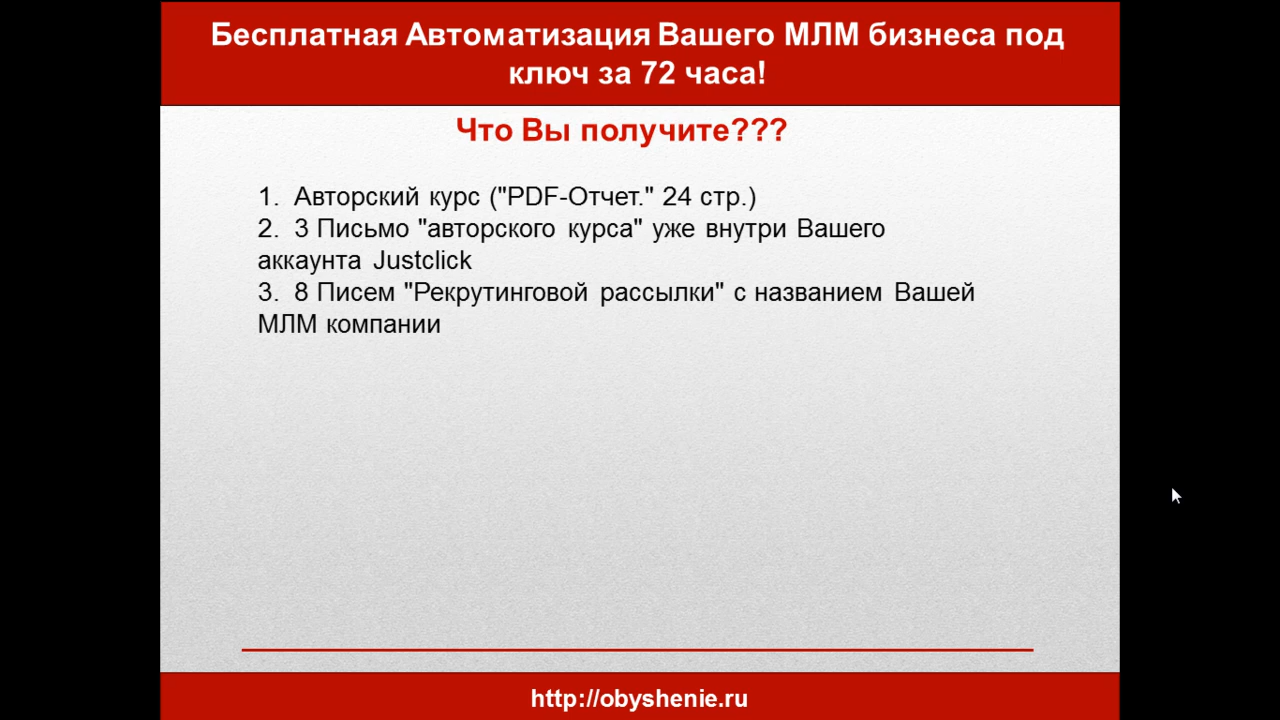 Бесплатная Автоматизация Вашего МЛМ бизнеса под
ключ за 72 часа!
Что Вы получите???
1. Авторский курс ("PDF-Отчет." 24 стр.)
2. 3 Письмо "авторского курса" уже внутри Вашего
аккаунта Justclick
3. 8 Писем "Рекрутинговой рассылки" с названием Вашей
МЛМ компании
http://obyshenie.ru